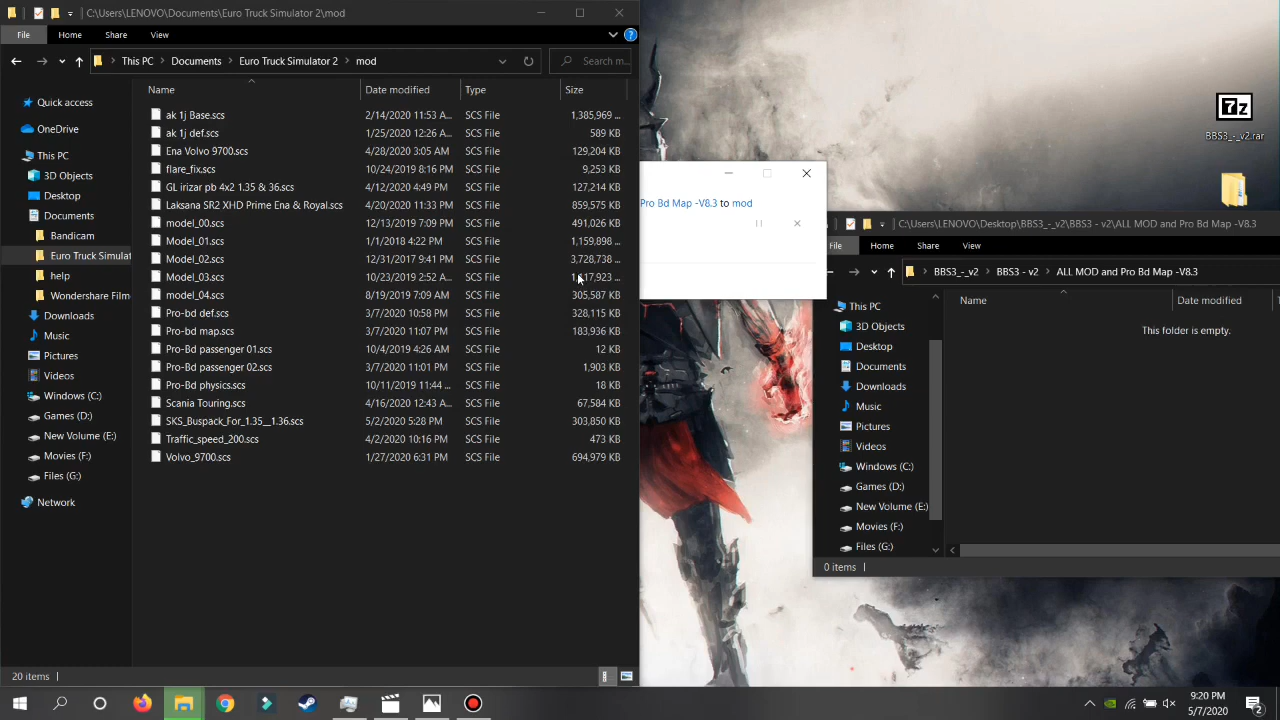 C:\Users\LENOVO\Documents\Euro Truck Simulator 2\mod
File Home Share View
This PC Documents Euro Truck Simulator 2 mod
Search m...
Name Date modified Type Size
Quick access
OneDrive
This PC
3D Objects
Desktop
Documents
Bandicam
Euro Truck Simulat
help
Wondershare Film
Downloads
Music
Pictures
Videos
Windows (C:)
Games (D:)
New Volume (E:)
Movies (F:)
Files (G:)
Network
ak 1j Base.scs 2/14/2020 11:53 A... SCS File 1,385,969 ...
ak 1j def.scs 1/25/2020 12:26 A... SCS File 589 KB
Ena Volvo 9700.scs 4/28/2020 3:05 AM SCS File 129,204 KB
flare_fix.scs 10/24/2019 8:16 PM SCS File 9,253 KB
GL irizar pb 4x2 1.35 & 36.scs 4/12/2020 4:49 PM SCS File 127,214 KB
Laksana SR2 XHD Prime Ena & Royal.scs 4/20/2020 11:33 PM SCS File 859,575 KB
model_00.scs 12/13/2019 7:09 PM SCS File 491,026 KB
Model_01.scs 1/1/2018 4:22 PM SCS File 1,159,898 ...
Model_02.scs 12/31/2017 9:41 PM SCS File 3,728,738 ...
Model_03.scs 10/23/2019 2:52 A... SCS File
model_04.scs 8/19/2019 7:09 AM SCS File 305,587 KB
Pro-bd def.scs 3/7/2020 10:58 PM SCS File 328,115 KB
Pro-bd map.scs 3/7/2020 11:07 PM SCS File 183,936 KB
Pro-Bd passenger 01.scs 10/4/2019 4:26 AM SCS File 12 KB
Pro-Bd passenger 02.scs 3/7/2020 11:01 PM SCS File 1,903 KB
Pro-Bd physics.scs 10/11/2019 11:44 ... SCS File 18 KB
Scania Touring.scs 4/16/2020 12:43 A... SCS File 67,584 KB
SKS_Buspack_For_1.35__1.36.scs 5/2/2020 5:28 PM SCS File 303,850 KB
Traffic_speed_200.scs 4/2/2020 10:16 PM SCS File 473 KB
Volvo_9700.scs 1/27/2020 6:31 PM SCS File 694,979 KB
20 items
Pro Bd Map -V8.3 to mod
7z
BBS3_-_v2.rar
C:\Users\LENOVO\Desktop\BBS3_-_v2\BBS3 - v2\ALL MOD and Pro Bd Map -V8.3
File Home Share View
BBS3_-_v2 BBS3 - v2 ALL MOD and Pro Bd Map -V8.3
Name Date modified
This folder is empty.
This PC
3D Objects
Desktop
Documents
Downloads
Music
Pictures
Videos
Windows (C:)
Games (D:)
New Volume (E:)
Movies (F:)
Files (G:)
0 items
9:20 PM
5/7/2020
2